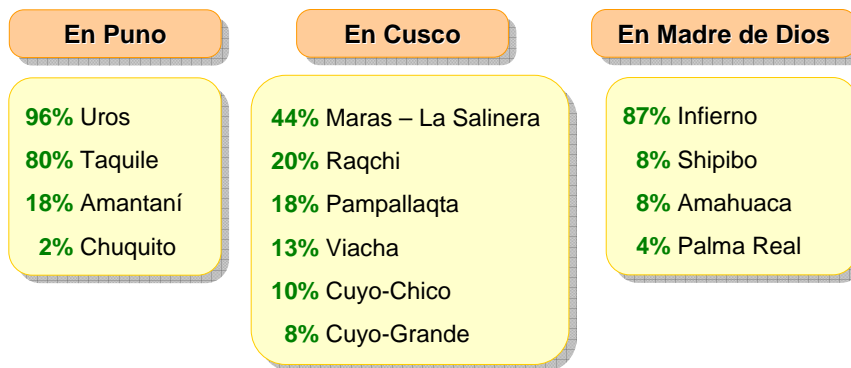 En Puno
96% Uros
80% Taquile
18% Amantaní
2% Chuquito
En Cusco
44% Maras – La Salinera
20% Raqchi
18% Pampallaqta
13% Viacha
10% Cuyo-Chico
8% Cuyo-Grande
En Madre de Dios
87% Infierno
8% Shipibo
8% Amahuaca
4% Palma Real